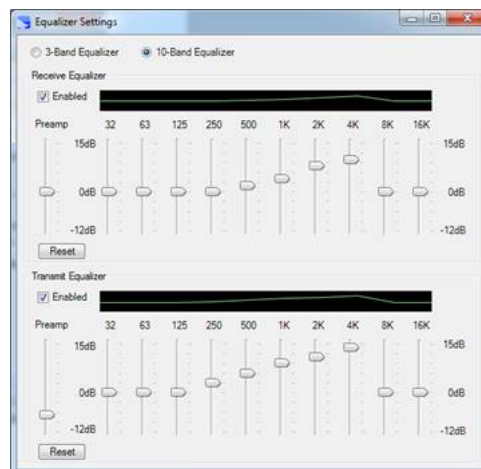 Equalizer Settings
3-Band Equalizer 10-Band Equalizer
Receive Equalizer
Enabled
Preamp 32 63 125 250 500 1K 2K 4K 8K 16K
15dB 15dB
0dB 0dB
-12dB -12dB
Reset
Transmit Equalizer
Enabled
Preamp 32 63 125 250 500 1K 2K 4K 8K 16K
15dB 15dB
0dB 0dB
-12dB -12dB
Reset